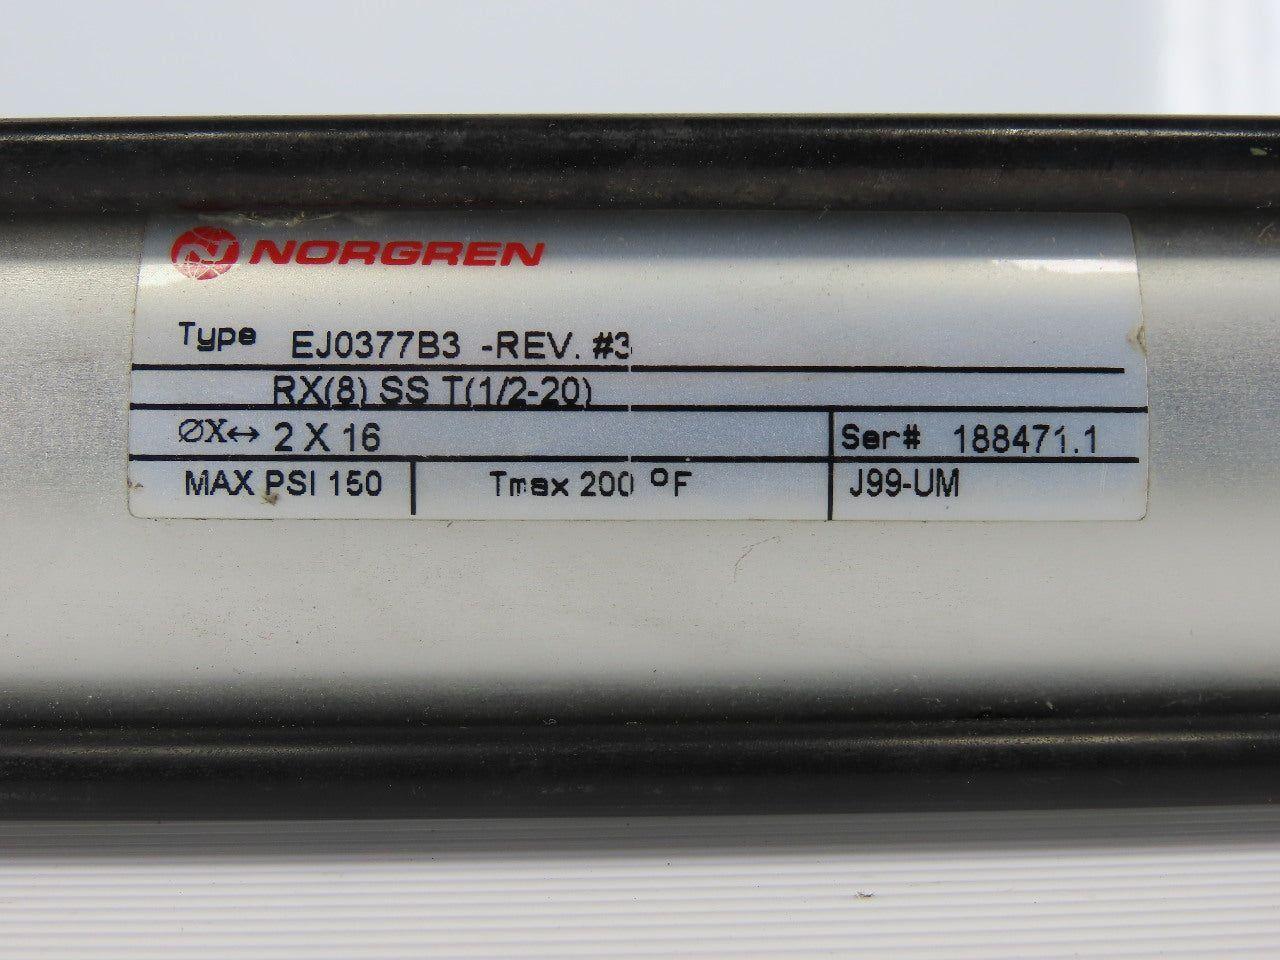 NORGREN
Type EJ0377B3 -REV. #3
RX(8) SS T(1/2-20)
ØX↔ 2 X 16 Ser# 188471.1
MAX PSI 150 Tmax 200 °F J99-UM